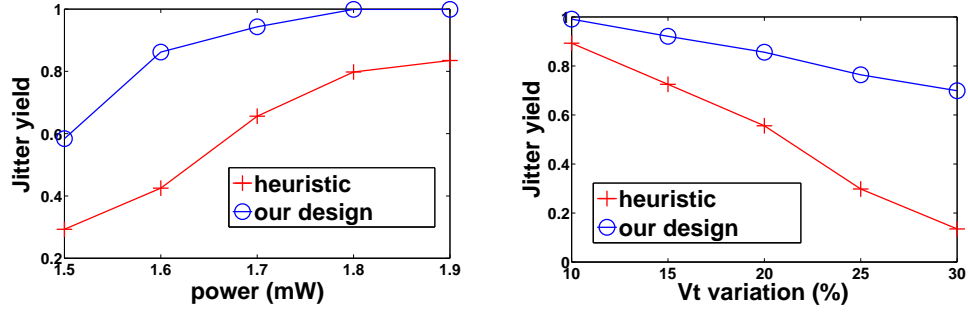 1
0.8
0.6
0.4
0.2
Jitter yield
heuristic
our design
1.5 1.6 1.7 1.8 1.9
power (mW)
1
0.8
0.6
0.4
0.2
0
Jitter yield
heuristic
our design
10 15 20 25 30
Vt variation (%)